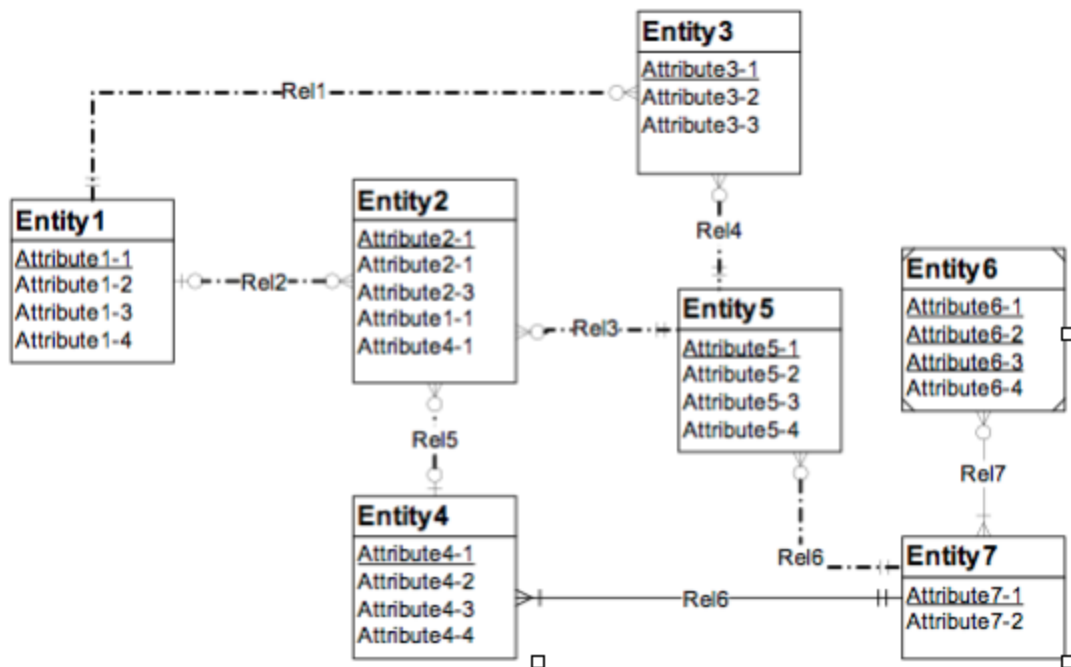 Entity3
Attribute3-1
Attribute3-2
Attribute3-3
Rel1
Entity1
Attribute1-1
Attribute1-2
Attribute1-3
Attribute1-4
Rel2
Entity2
Attribute2-1
Attribute2-1
Attribute2-3
Attribute1-1
Attribute4-1
Rel4
Rel3
Entity5
Attribute5-1
Attribute5-2
Attribute5-3
Attribute5-4
Entity6
Attribute6-1
Attribute6-2
Attribute6-3
Attribute6-4
Rel5
Rel7
Entity4
Attribute4-1
Attribute4-2
Attribute4-3
Attribute4-4
Rel6
Rel6
Entity7
Attribute7-1
Attribute7-2